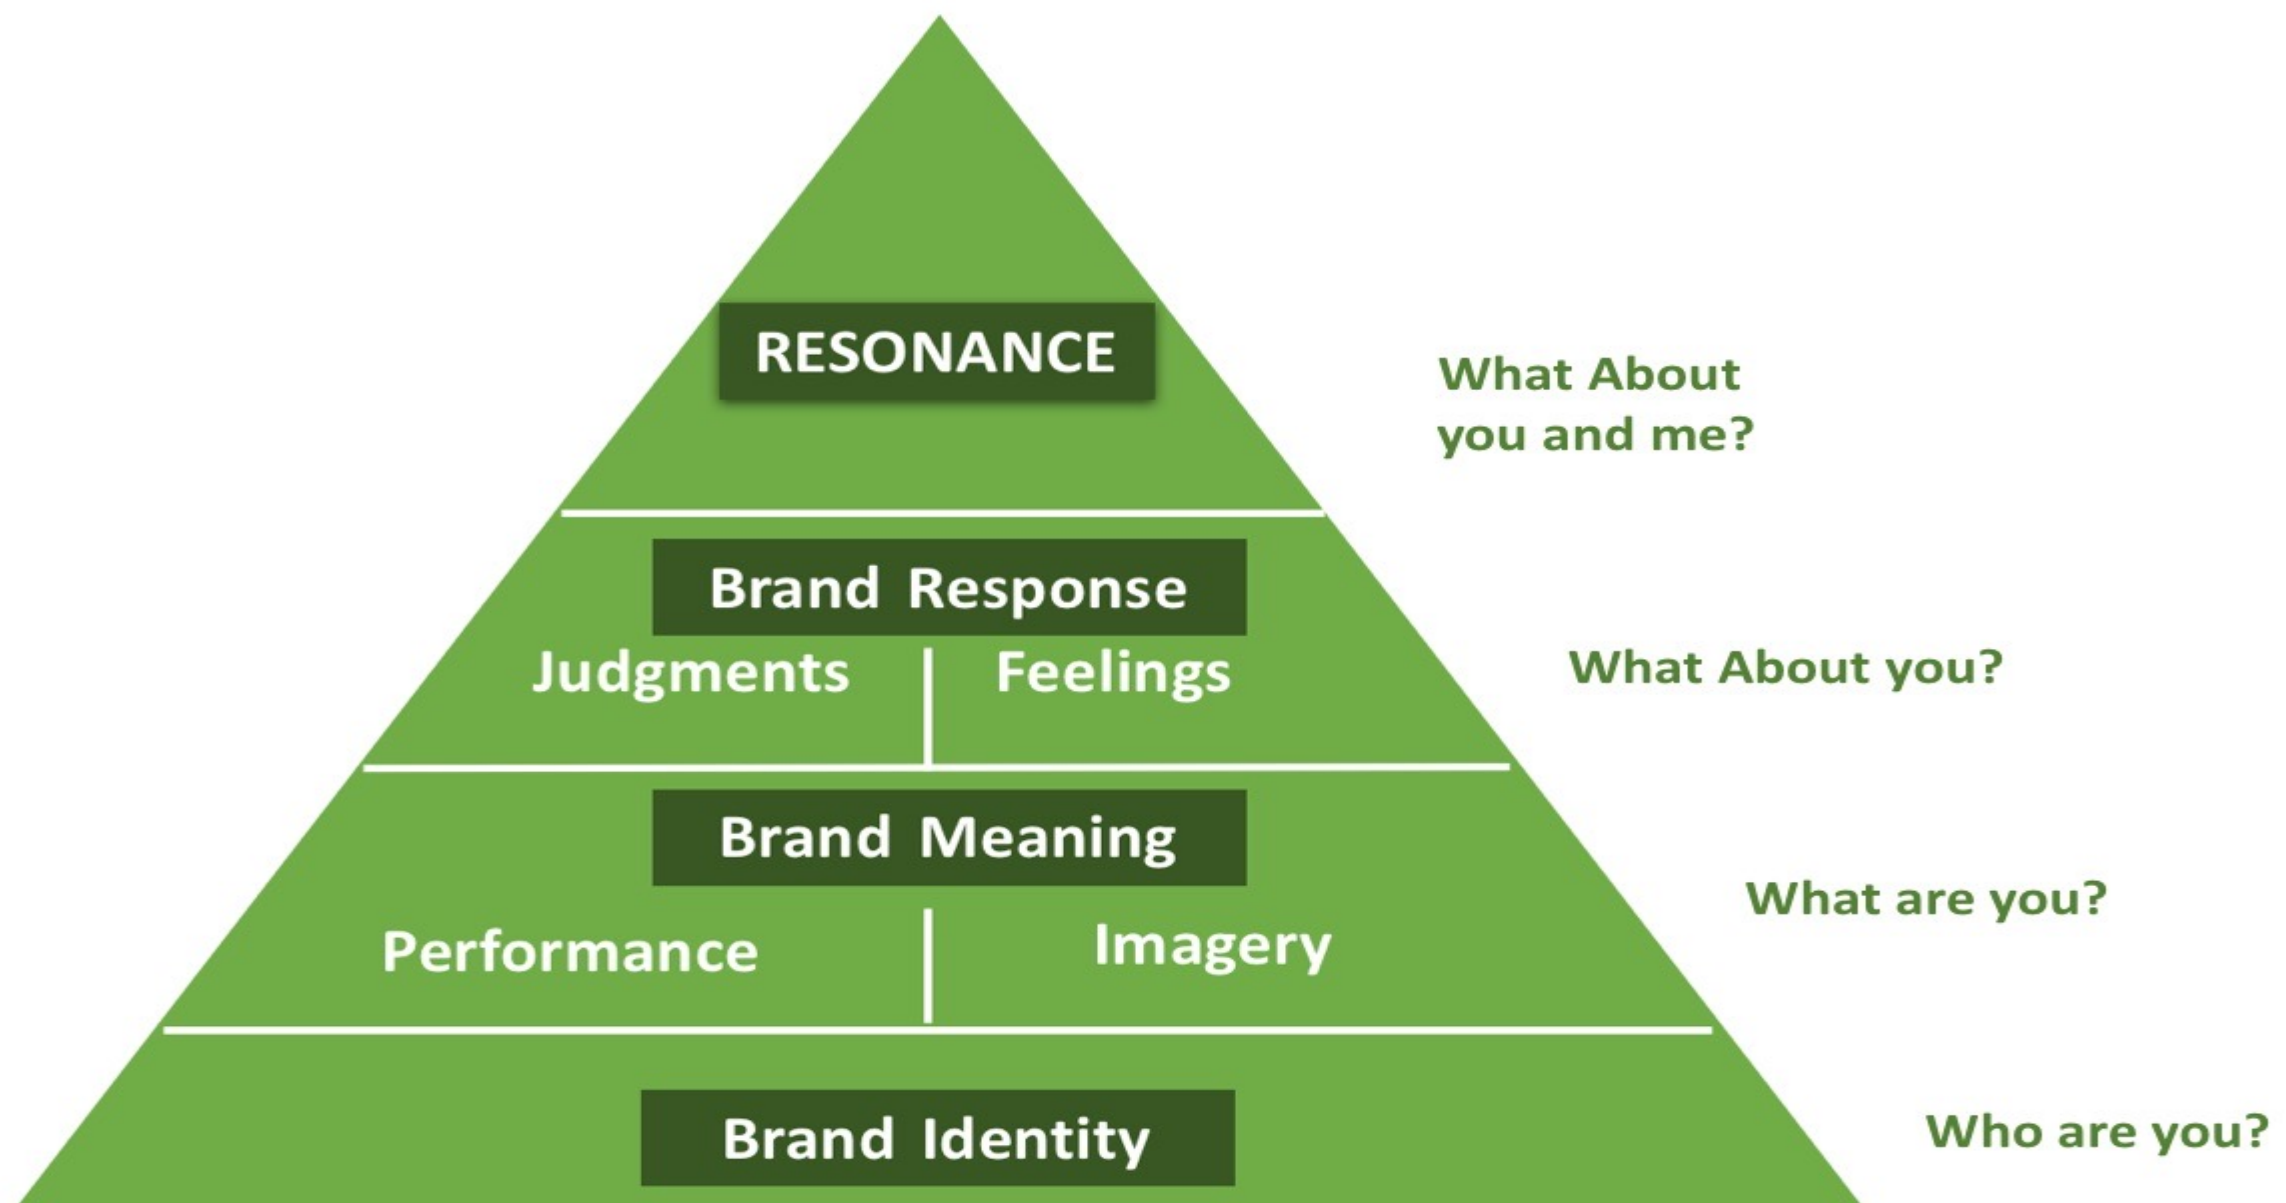 RESONANCE
What About
you and me?
Brand Response
Judgments
Feelings
What About you?
Brand Meaning
What are you?
Performance
Imagery
Brand Identity
Who are you?